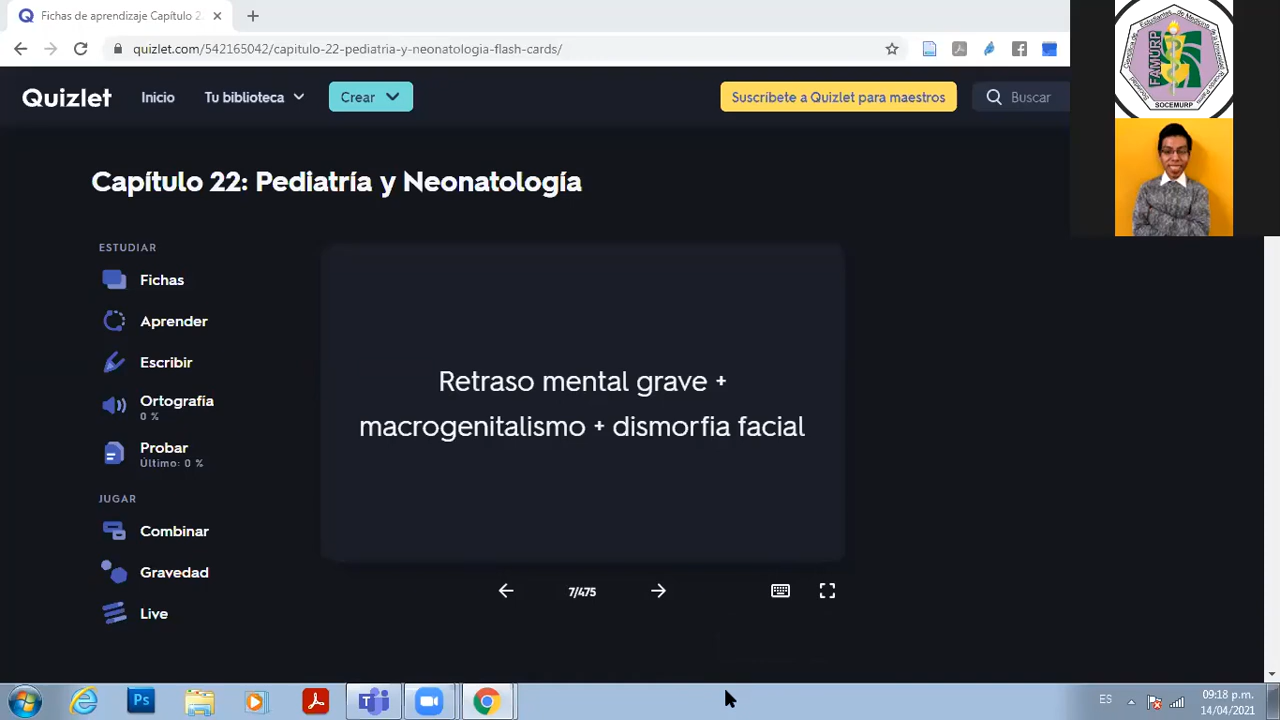 Fichas de aprendizaje Capítulo 2
quizlet.com/542165042/capitulo-22-pediatria-y-neonatologia-flash-cards/
Quizlet
Inicio
Tu biblioteca
Crear
Suscríbete a Quizlet para maestros
Buscar
FAMURP
SOCEMURP
Capítulo 22: Pediatría y Neonatología
ESTUDIAR
Fichas
Aprender
Escribir
Ortografía
0 %
Probar
Último: 0 %
JUGAR
Combinar
Gravedad
Live
Retraso mental grave +
macrogenitalismo + dismorfia facial
7/475
Ps
ES
09:18 p.m.
14/04/2021